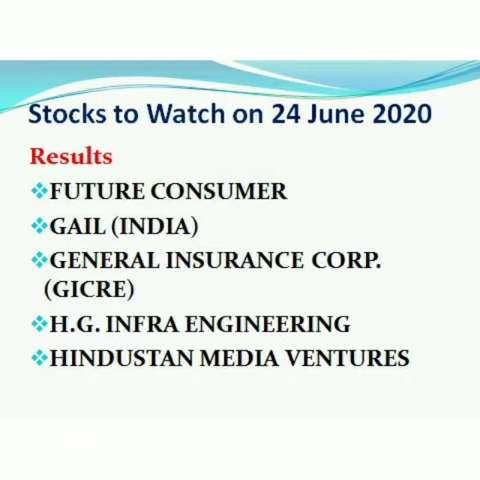 Stocks to Watch on 24 June 2020
Results
❖FUTURE CONSUMER
❖GAIL (INDIA)
❖GENERAL INSURANCE CORP.
(GICRE)
❖H.G. INFRA ENGINEERING
❖HINDUSTAN MEDIA VENTURES